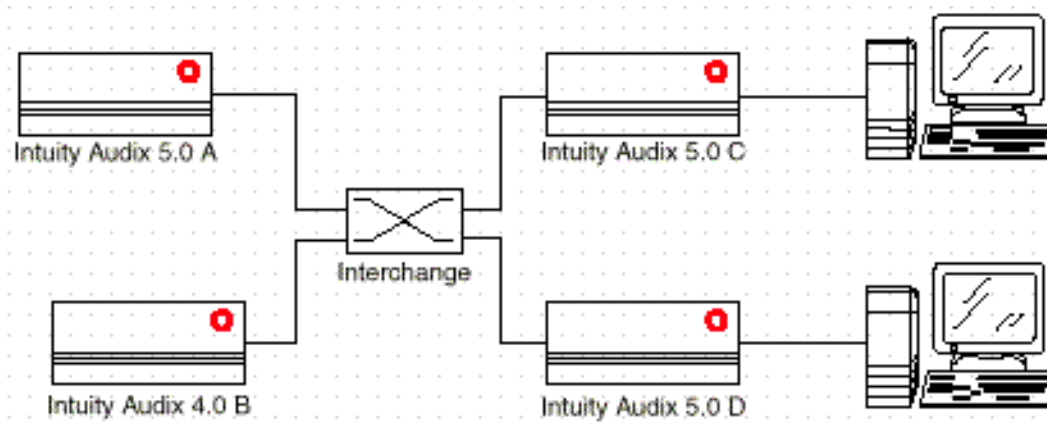 Intuity Audix 5.0 A
Intuity Audix 5.0 C
Interchange
Intuity Audix 4.0 B
Intuity Audix 5.0 D